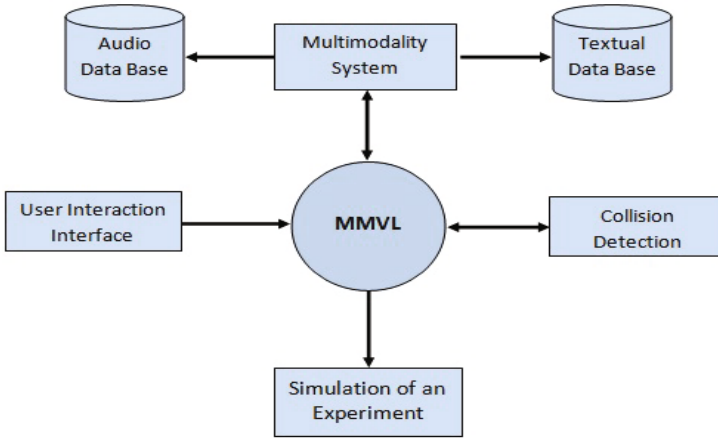 Audio
Data Base
Multimodality
System
Textual
Data Base
User Interaction
Interface
MMVL
Collision
Detection
Simulation of an
Experiment